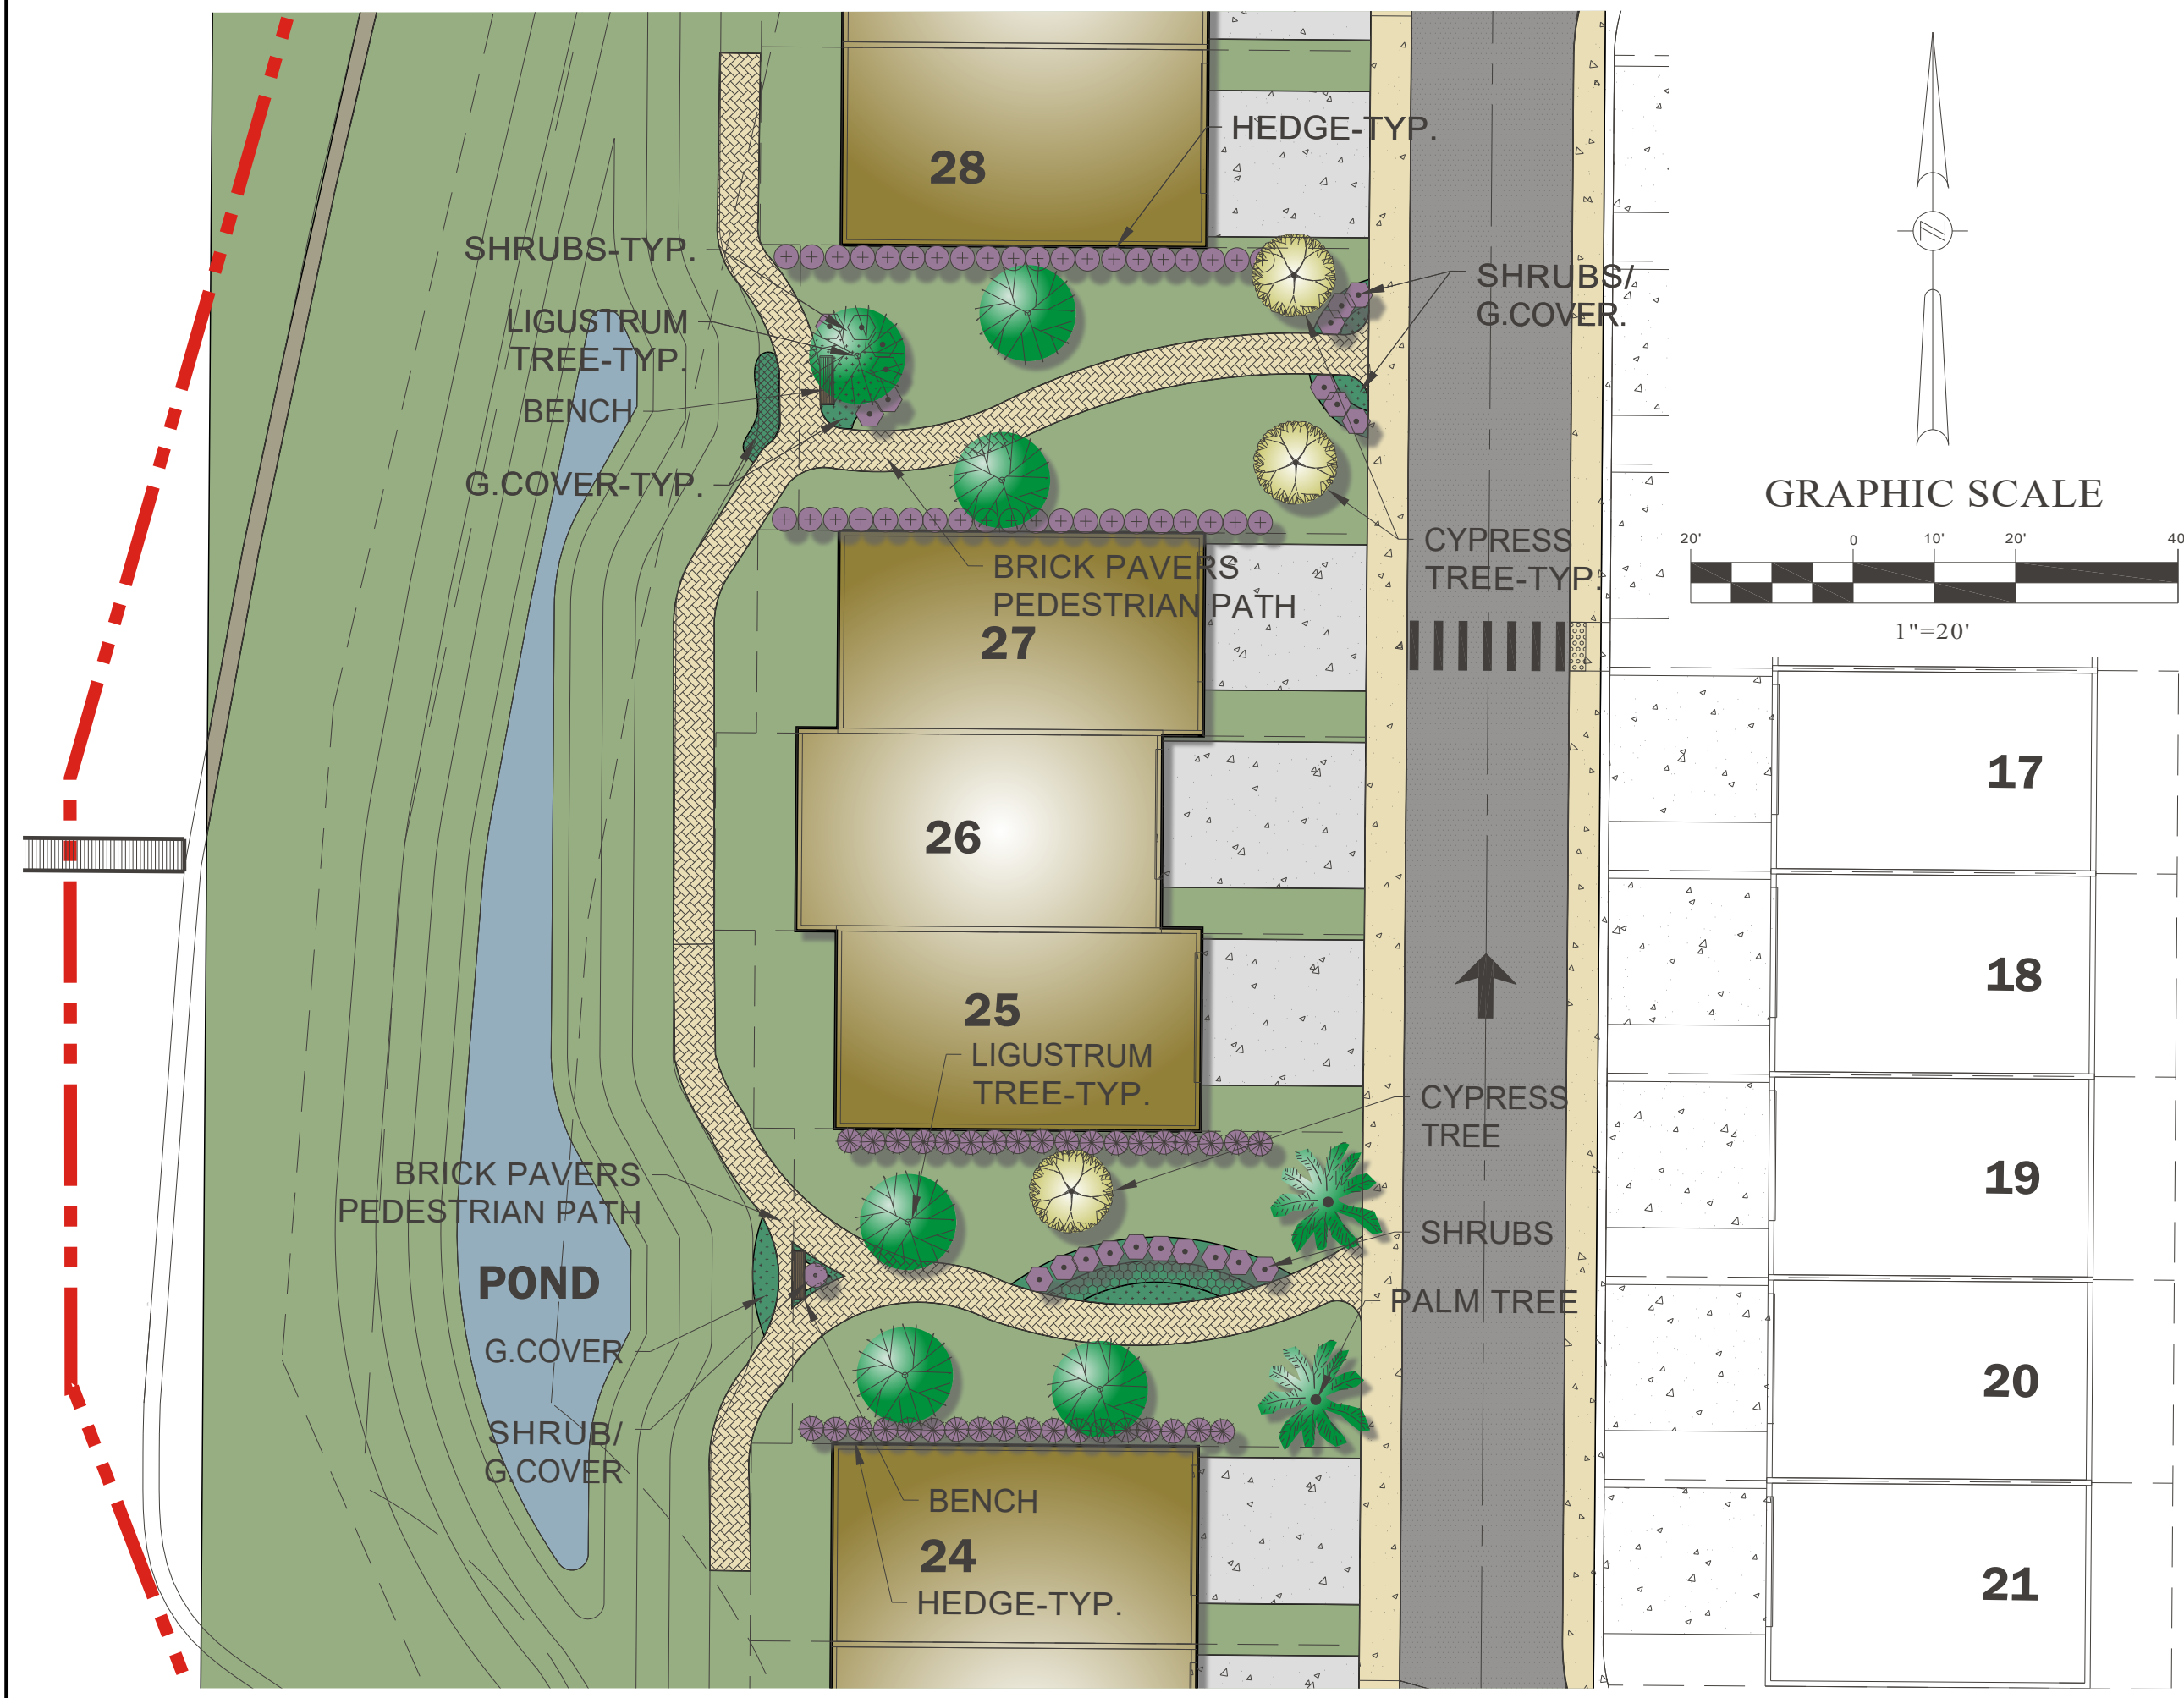 28
HEDGE-TYP.
SHRUBS-TYP.
SHRUBS/
G.COVER.
LIGUSTRUM
TREE-TYP.
BENCH
G.COVER-TYP.
N
GRAPHIC SCALE
20' 0 10' 20' 40
1"=20'
CYPRESS
TREE-TYP.
BRICK PAVERS
PEDESTRIAN PATH
27
17
26
18
25
LIGUSTRUM
TREE-TYP.
CYPRESS
TREE
19
BRICK PAVERS
PEDESTRIAN PATH
SHRUBS
POND
PALM TREE
G.COVER
20
SHRUB/
G.COVER
BENCH
24
HEDGE-TYP.
21